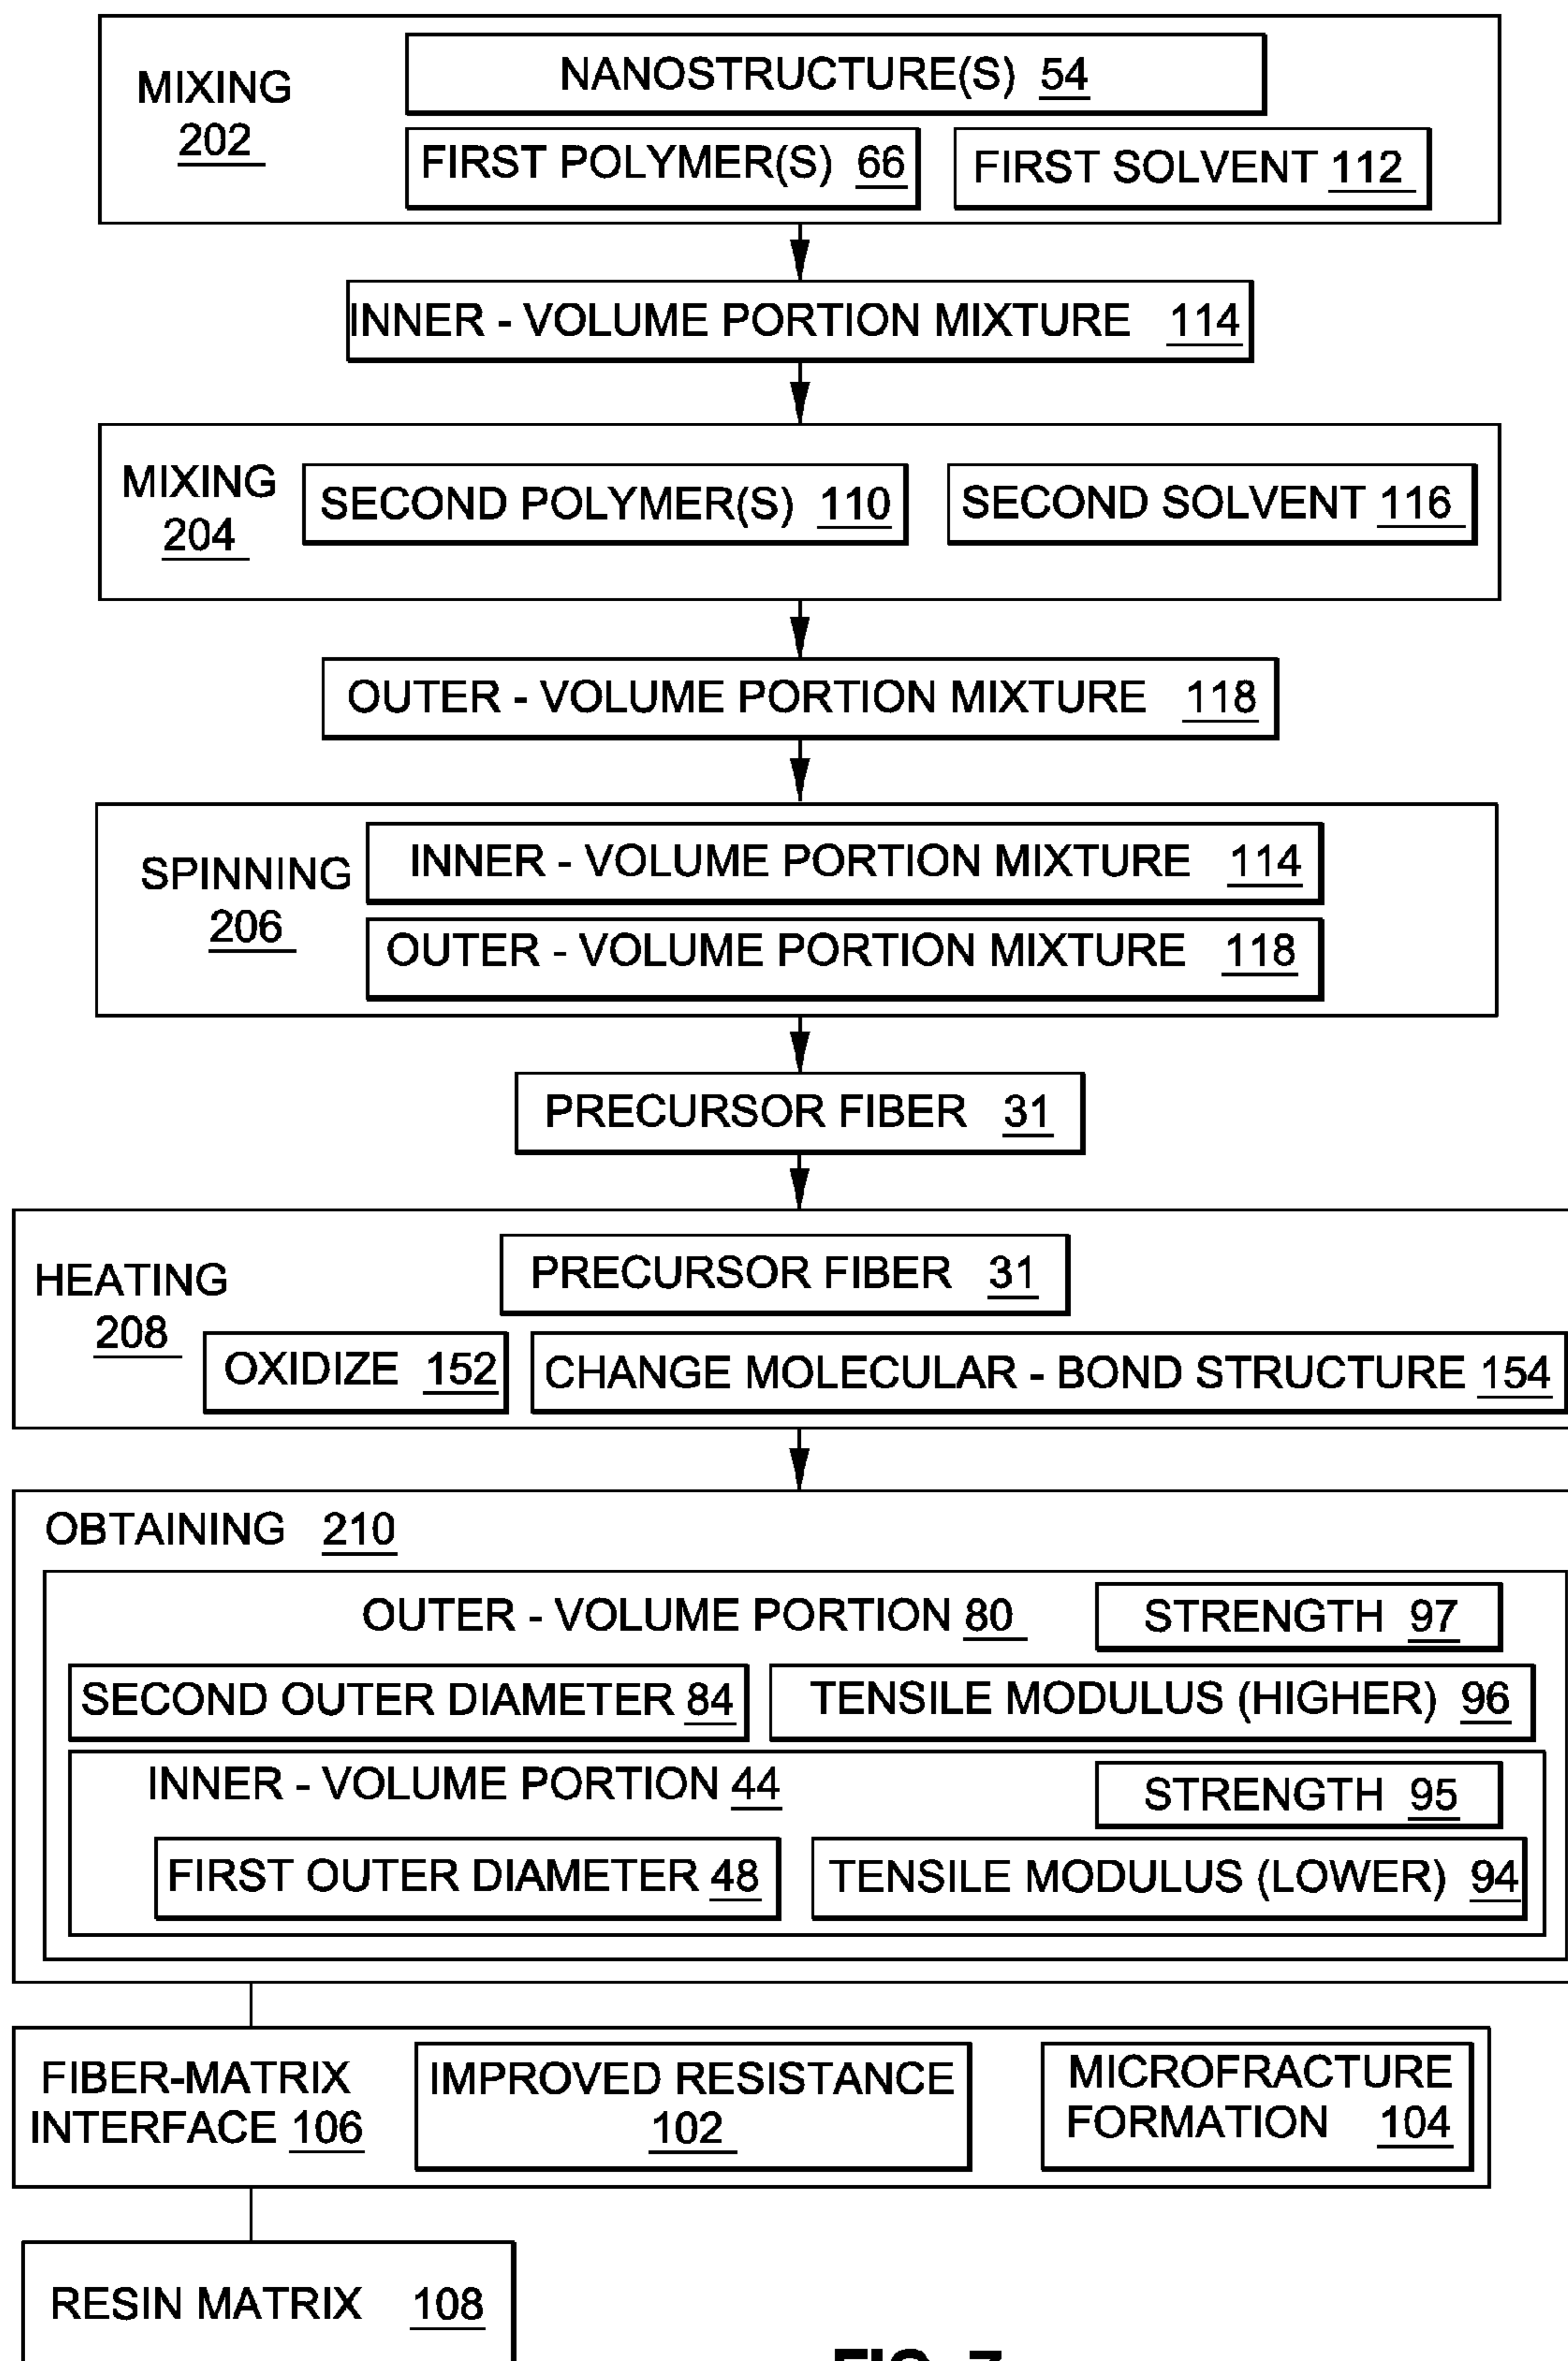 MIXING
202
NANOSTRUCTURE(S) 54
FIRST POLYMER(S) 66
FIRST SOLVENT 112
INNER - VOLUME PORTION MIXTURE 114
MIXING
204
SECOND POLYMER(S) 110
SECOND SOLVENT 116
OUTER - VOLUME PORTION MIXTURE 118
SPINNING
206
INNER - VOLUME PORTION MIXTURE 114
OUTER - VOLUME PORTION MIXTURE 118
PRECURSOR FIBER 31
HEATING
208
PRECURSOR FIBER 31
OXIDIZE 152
CHANGE MOLECULAR - BOND STRUCTURE 154
OBTAINING 210
OUTER - VOLUME PORTION 80
STRENGTH 97
SECOND OUTER DIAMETER 84
TENSILE MODULUS (HIGHER) 96
INNER - VOLUME PORTION 44
STRENGTH 95
FIRST OUTER DIAMETER 48
TENSILE MODULUS (LOWER) 94
FIBER-MATRIX
INTERFACE 106
IMPROVED RESISTANCE
102
MICROFRACTURE
FORMATION 104
RESIN MATRIX 108
FIG. 7